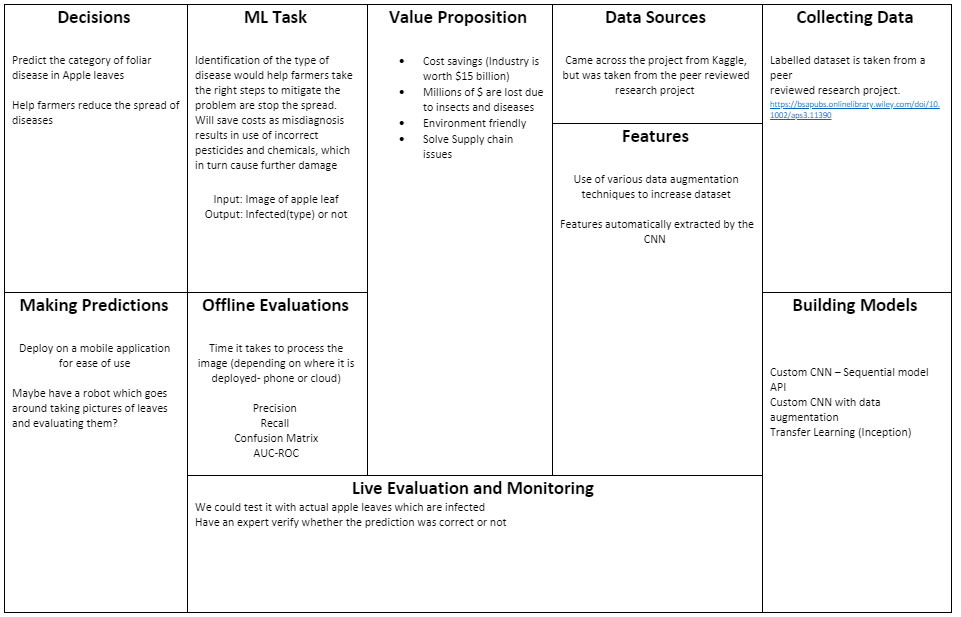 Decisions
Predict the category of foliar
disease in Apple leaves
Help farmers reduce the spread of
diseases
ML Task
Identification of the type of
disease would help farmers take
the right steps to mitigate the
problem are stop the spread.
Will save costs as misdiagnosis
results in use of incorrect
pesticides and chemicals, which
in turn cause further damage
Input: Image of apple leaf
Output: Infected(type) or not
Value Proposition
• Cost savings (Industry is
worth $15 billion)
• Millions of $ are lost due
to insects and diseases
• Environment friendly
• Solve Supply chain
issues
Data Sources
Came across the project from Kaggle,
but was taken from the peer reviewed
research project
Features
Use of various data augmentation
techniques to increase dataset
Features automatically extracted by the
CNN
Collecting Data
Labelled dataset is taken from a
peer
reviewed research project.
https://bsapubs.onlinelibrary.wiley.com/doi/10.
1002/aps3.11390
Making Predictions
Deploy on a mobile application
for ease of use
Maybe have a robot which goes
around taking pictures of leaves
and evaluating them?
Offline Evaluations
Time it takes to process the
image (depending on where it is
deployed- phone or cloud)
Precision
Recall
Confusion Matrix
AUC-ROC
Building Models
Custom CNN – Sequential model
API
Custom CNN with data
augmentation
Transfer Learning (Inception)
Live Evaluation and Monitoring
We could test it with actual apple leaves which are infected
Have an expert verify whether the prediction was correct or not